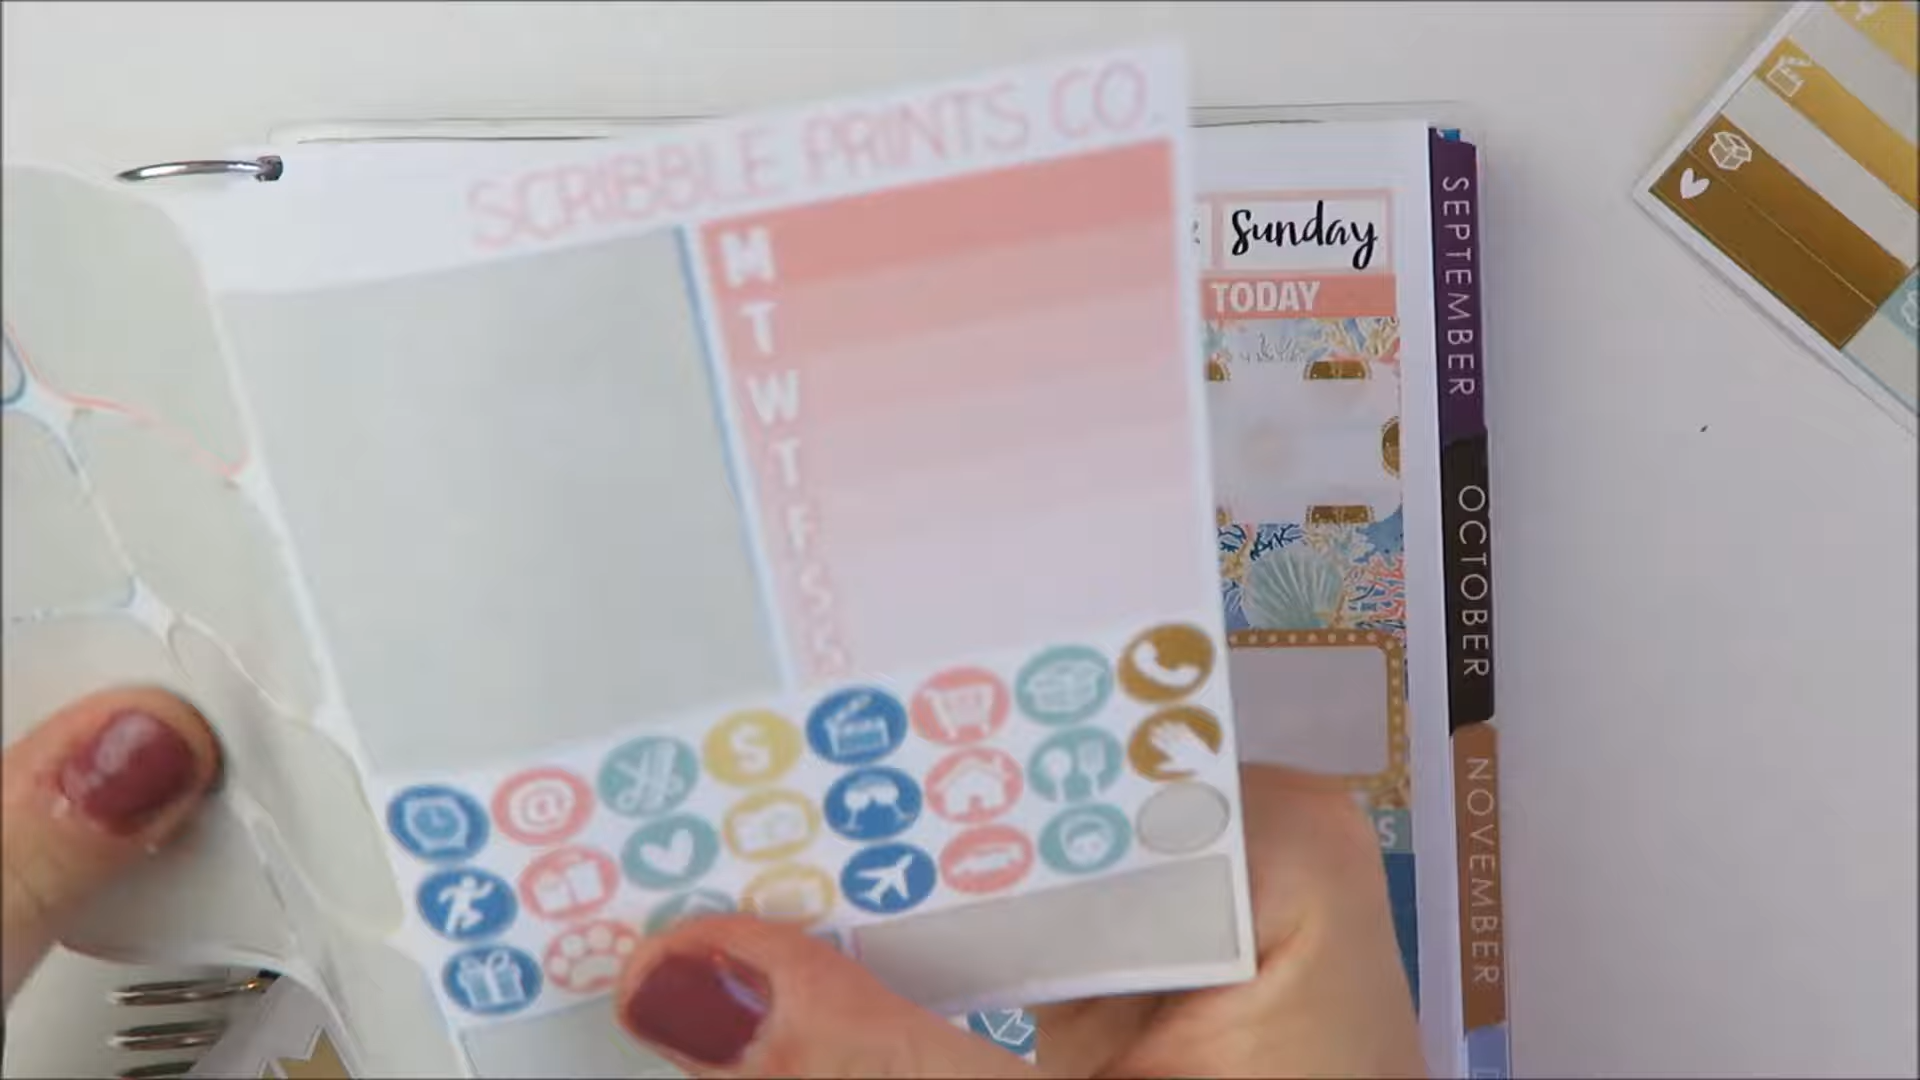 SCRIBBLE PRINTS CO.
M
T
W
T
F
S
S
Sunday
TODAY
SEPTEMBER
OCTOBER
NOVEMBER
@
$